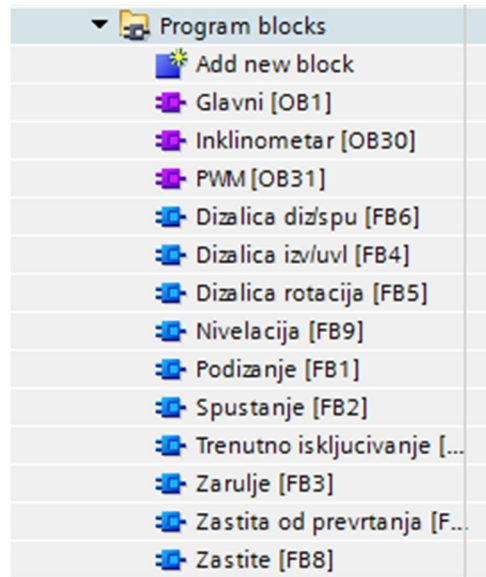 Program blocks
Add new block
Glavni [OB1]
Inklinometar [OB30]
PWM [OB31]
Dizalica diz/spu [FB6]
Dizalica izv/uvl [FB4]
Dizalica rotacija [FB5]
Nivelacija [FB9]
Podizanje [FB1]
Spustanje [FB2]
Trenutno iskljucivanje [...
Zarulje [FB3]
Zastita od prevrtanja [F...
Zastite [FB8]